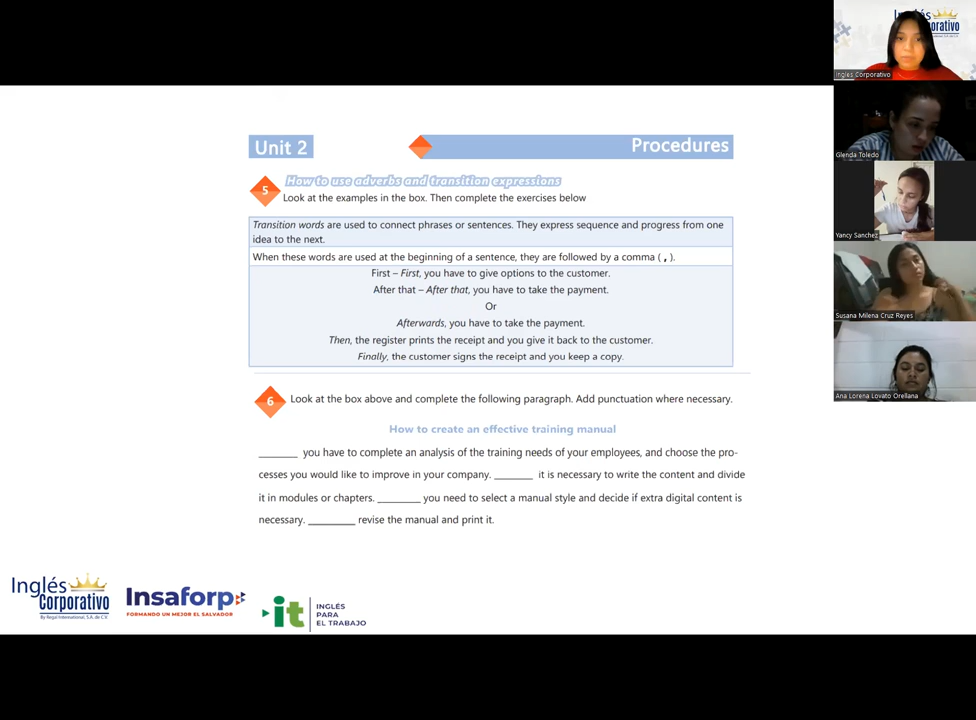 Unit 2
Procedures
5
How to use adverbs and transition expressions
Look at the examples in the box. Then complete the exercises below
Transition words are used to connect phrases or sentences. They express sequence and progress from one
idea to the next.
When these words are used at the beginning of a sentence, they are followed by a comma ( , ).
First – First, you have to give options to the customer.
After that – After that, you have to take the payment.
Or
Afterwards, you have to take the payment.
Then, the register prints the receipt and you give it back to the customer.
Finally, the customer signs the receipt and you keep a copy.
6
Look at the box above and complete the following paragraph. Add punctuation where necessary.
How to create an effective training manual
_______ you have to complete an analysis of the training needs of your employees, and choose the pro-
cesses you would like to improve in your company. _______ it is necessary to write the content and divide
it in modules or chapters. ________ you need to select a manual style and decide if extra digital content is
necessary. _________ revise the manual and print it.
Inglés
Corporativo
By Regal International, S.A. de C.V.
Insaforp
FORMANDO UN MEJOR EL SALVADOR
it
INGLÉS
PARA
EL TRABAJO
Inglés
orativo
Ingles Corporativo
Glenda Toledo
Yancy Sanchez
Susana Milena Cruz Reyes
Ana Lorena Lovato Orellana